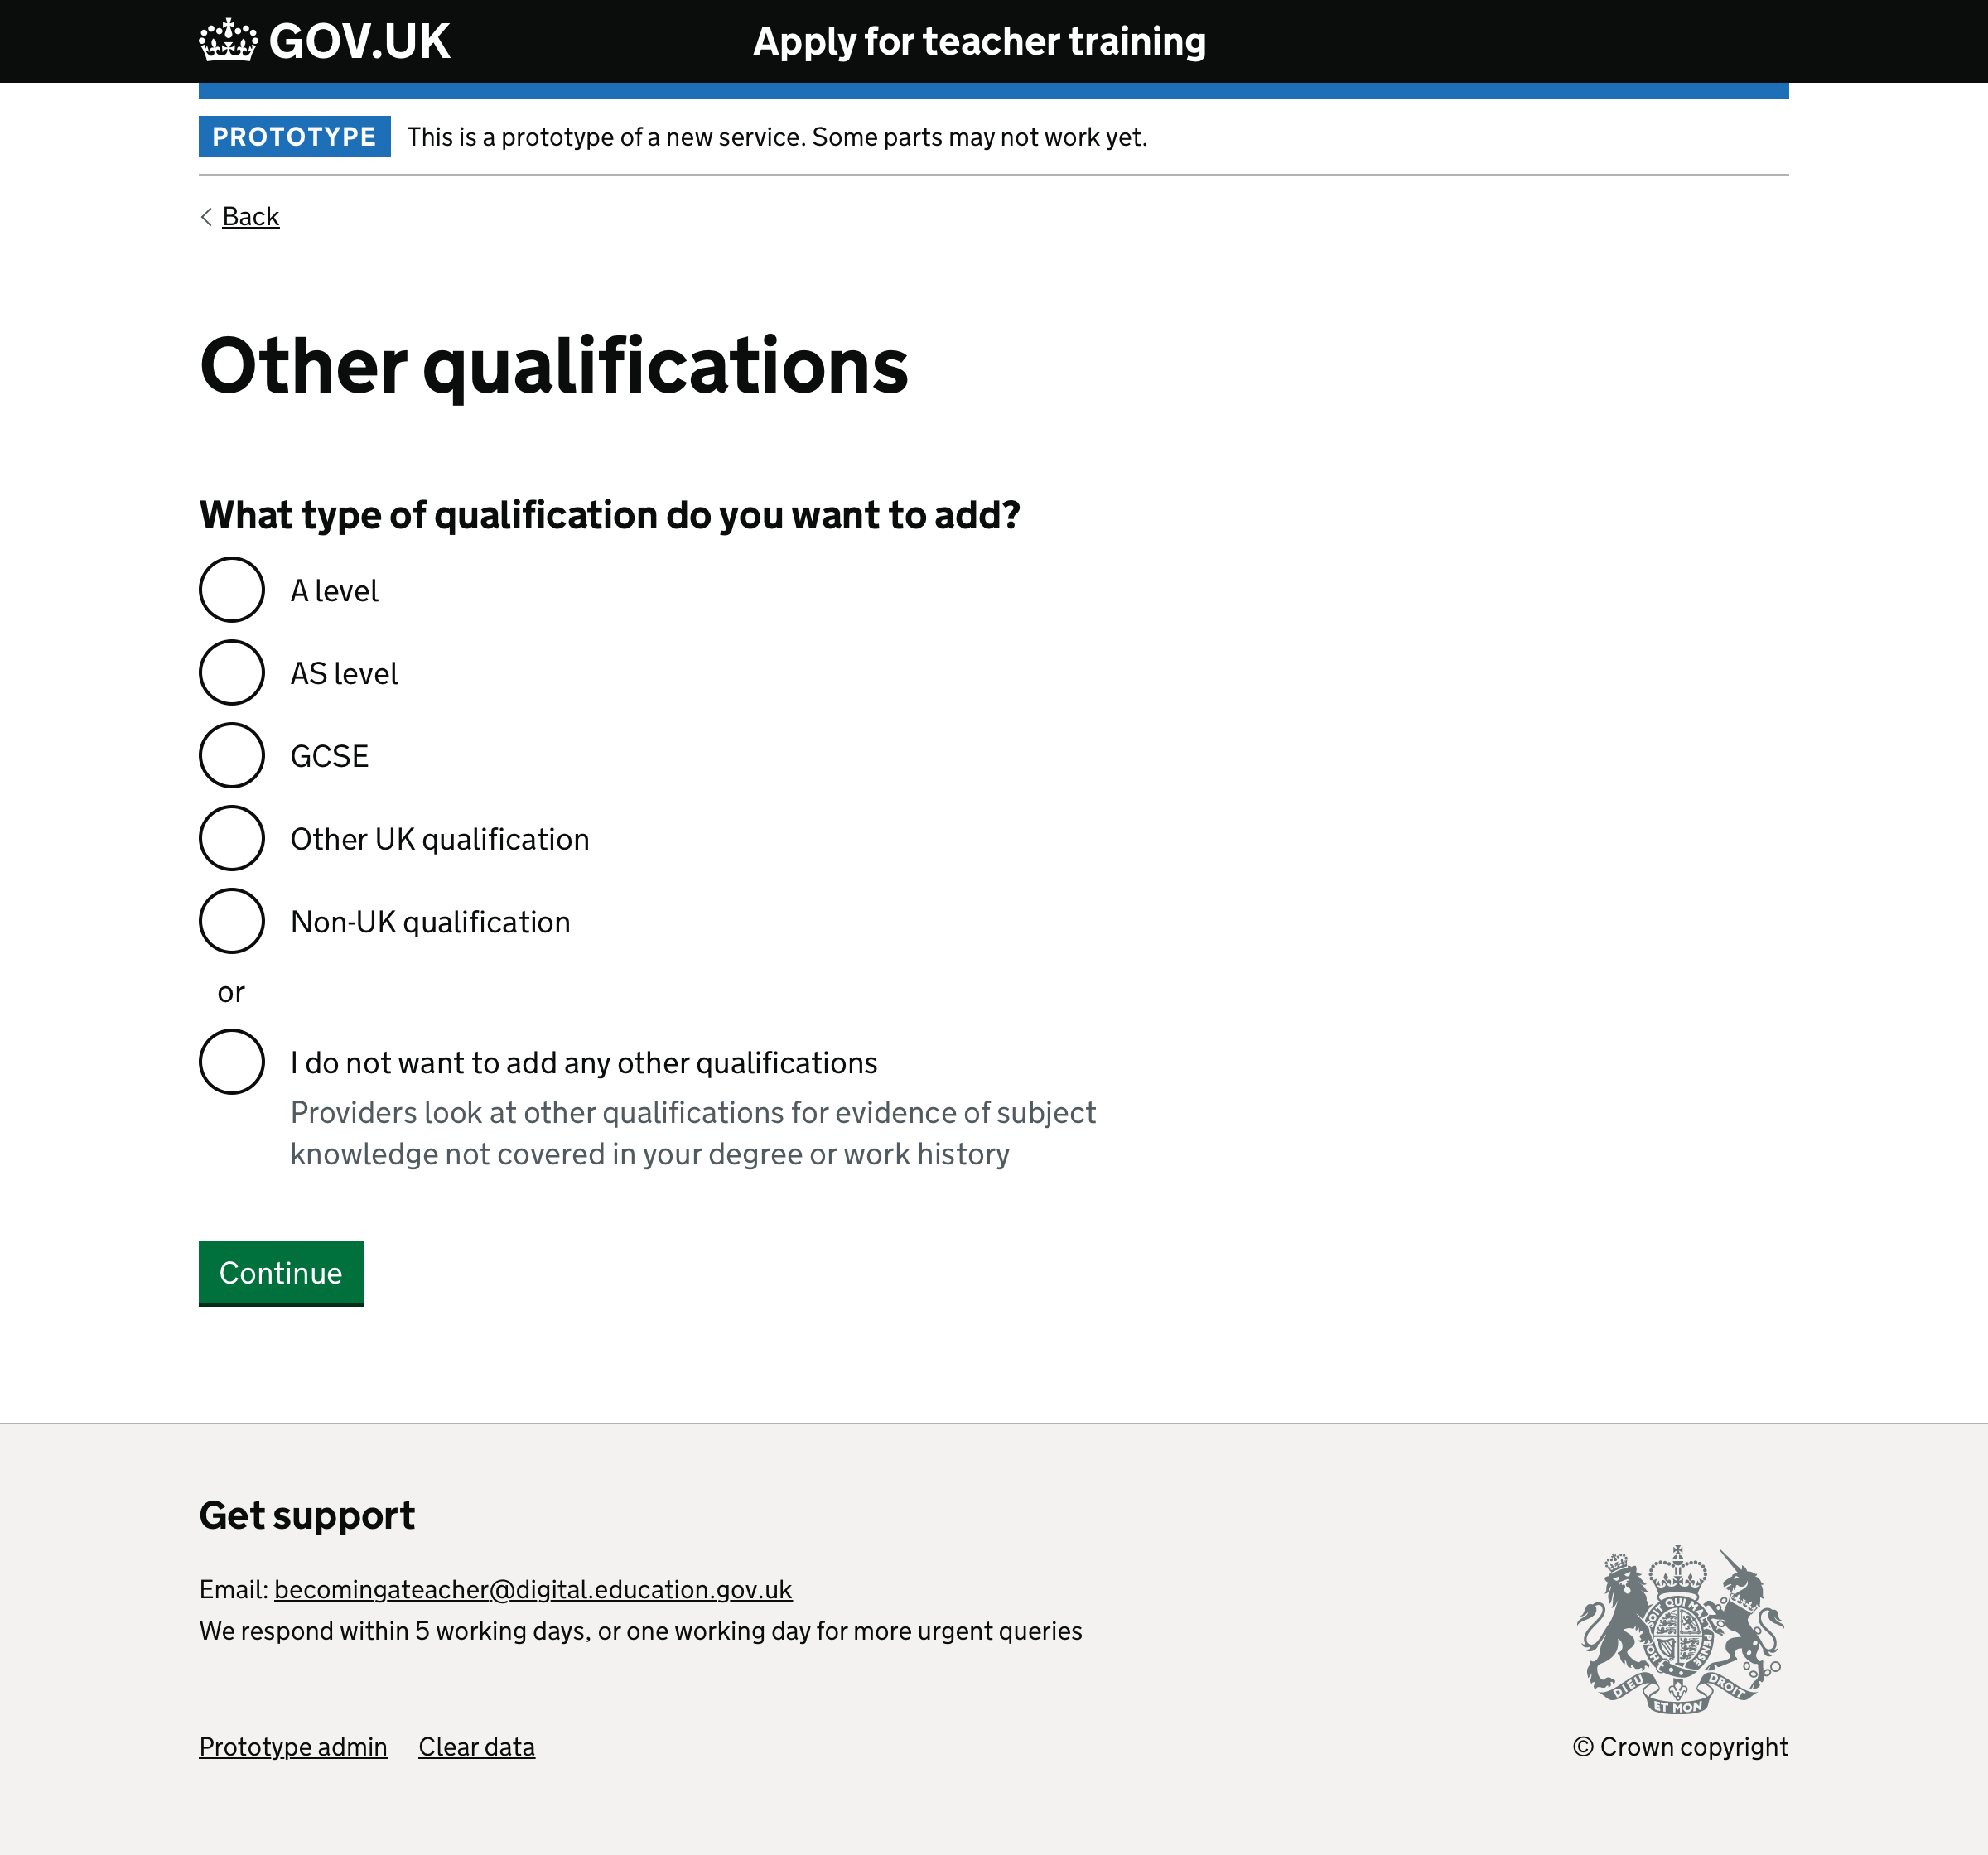 GOV.UK
Apply for teacher training
PROTOTYPE
This is a prototype of a new service. Some parts may not work yet.
Back
Other qualifications
What type of qualification do you want to add?
A level
AS level
GCSE
Other UK qualification
Non-UK qualification
or
I do not want to add any other qualifications
Providers look at other qualifications for evidence of subject
knowledge not covered in your degree or work history
Continue
Get support
Email: becomingateacher@digital.education.gov.uk
We respond within 5 working days, or one working day for more urgent queries
SOIT QUI MAL
PENSE
HON
DIEU
ET MON
DROIT
Prototype admin
Clear data
© Crown copyright